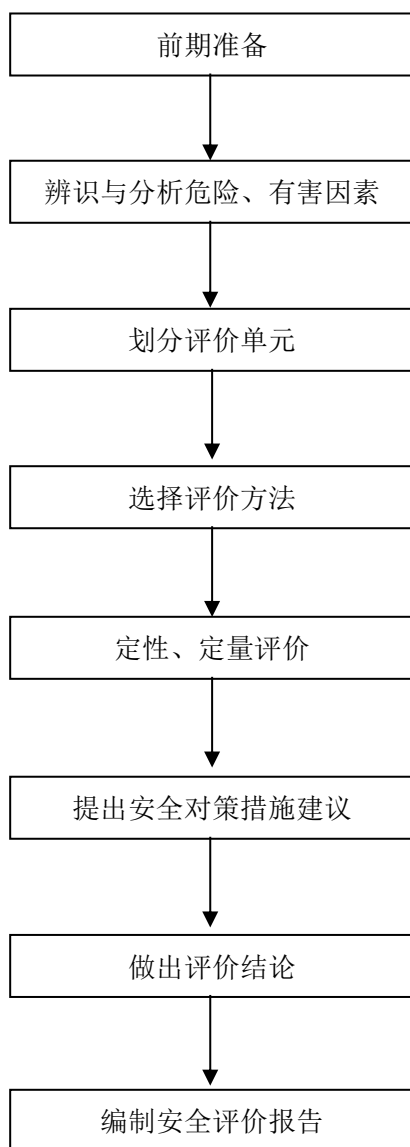 前期准备
辨识与分析危险、有害因素
划分评价单元
选择评价方法
定性、定量评价
提出安全对策措施建议
做出评价结论
编制安全评价报告